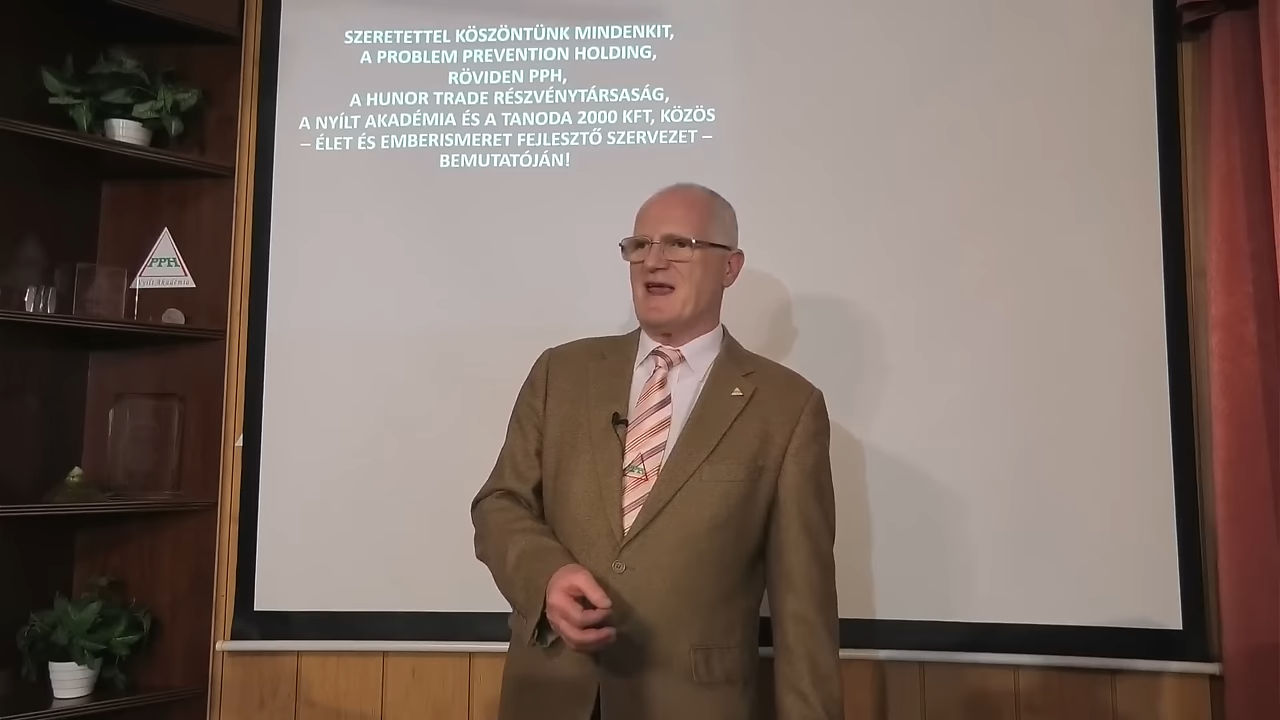 SZERETETTEL KÖSZÖNTÜNK MINDENKIT,
A PROBLEM PREVENTION HOLDING,
RÖVIDEN PPH,
A HUNOR TRADE RÉSZVÉNYTÁRSASÁG,
A NYÍLT AKADÉMIA ÉS A TANODA 2000 KFT, KÖZÖS
– ÉLET ÉS EMBERISMERET FEJLESZTŐ SZERVEZET –
BEMUTATÓJÁN!
PPH
Nyílt Akadémia
PPH